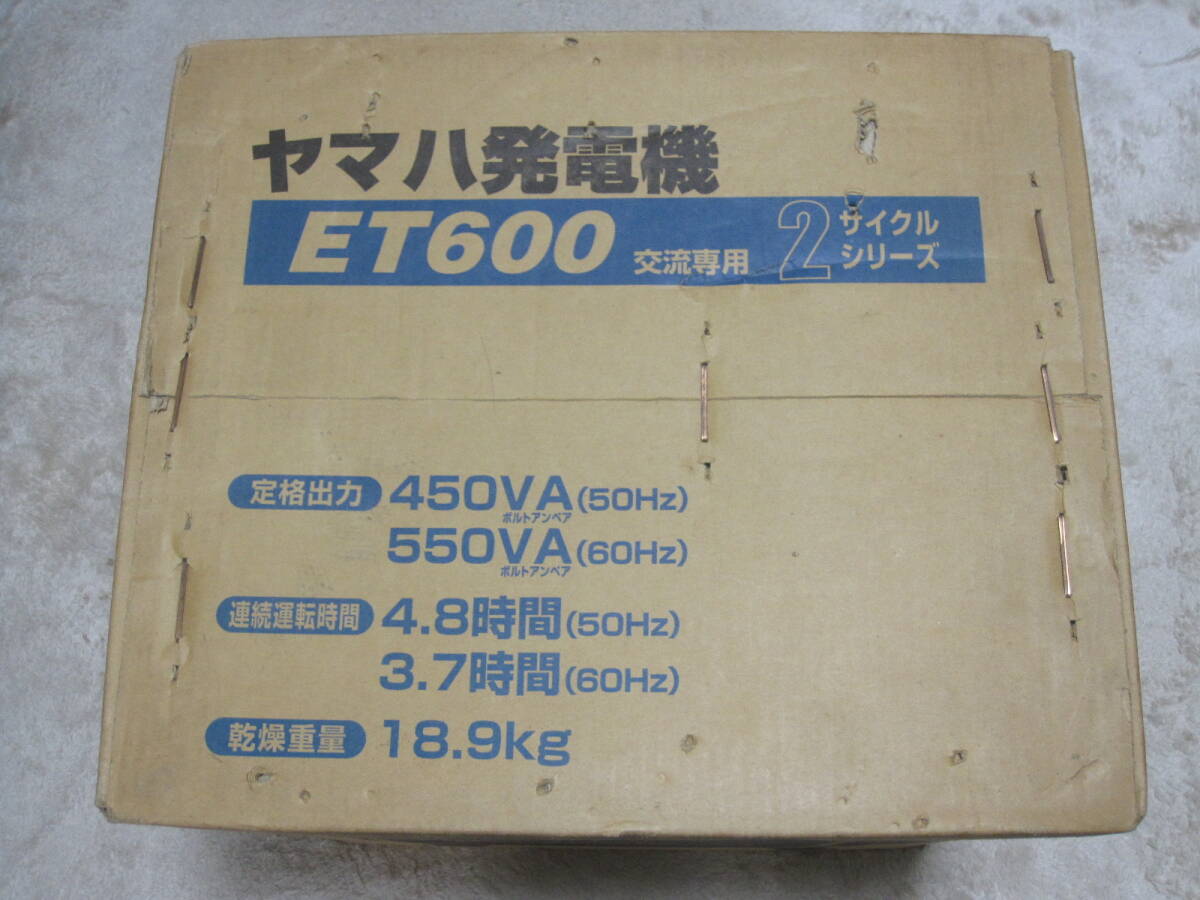 ヤマハ発電機
ET600 交流専用 2 サイクル
シリーズ
定格出力 450VA(50Hz)
ボルトアンペア
550VA(60Hz)
ボルトアンペア
連続運転時間 4.8時間(50Hz)
3.7時間(60Hz)
乾燥重量 18.9kg